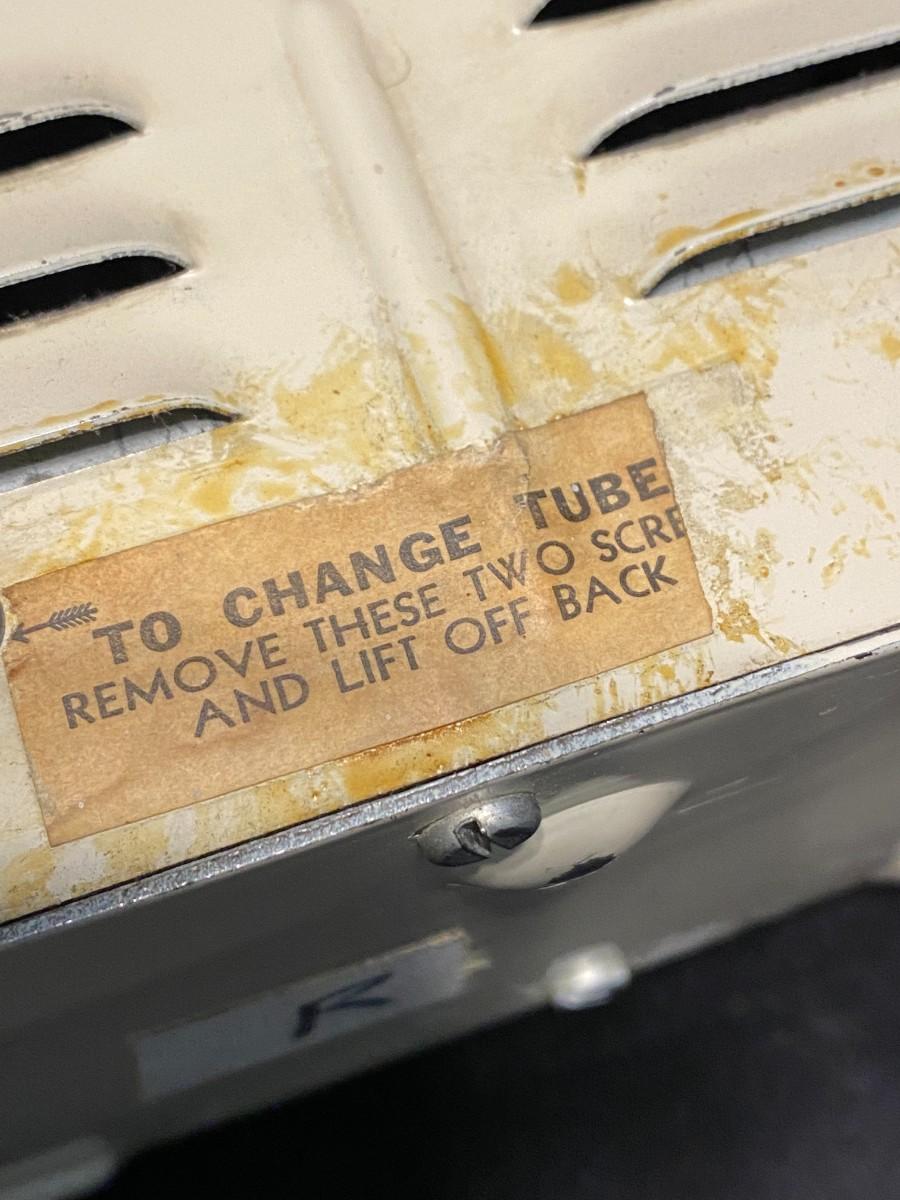 TO CHANGE TUBE
REMOVE THESE TWO SCRE
AND LIFT OFF BACK
R